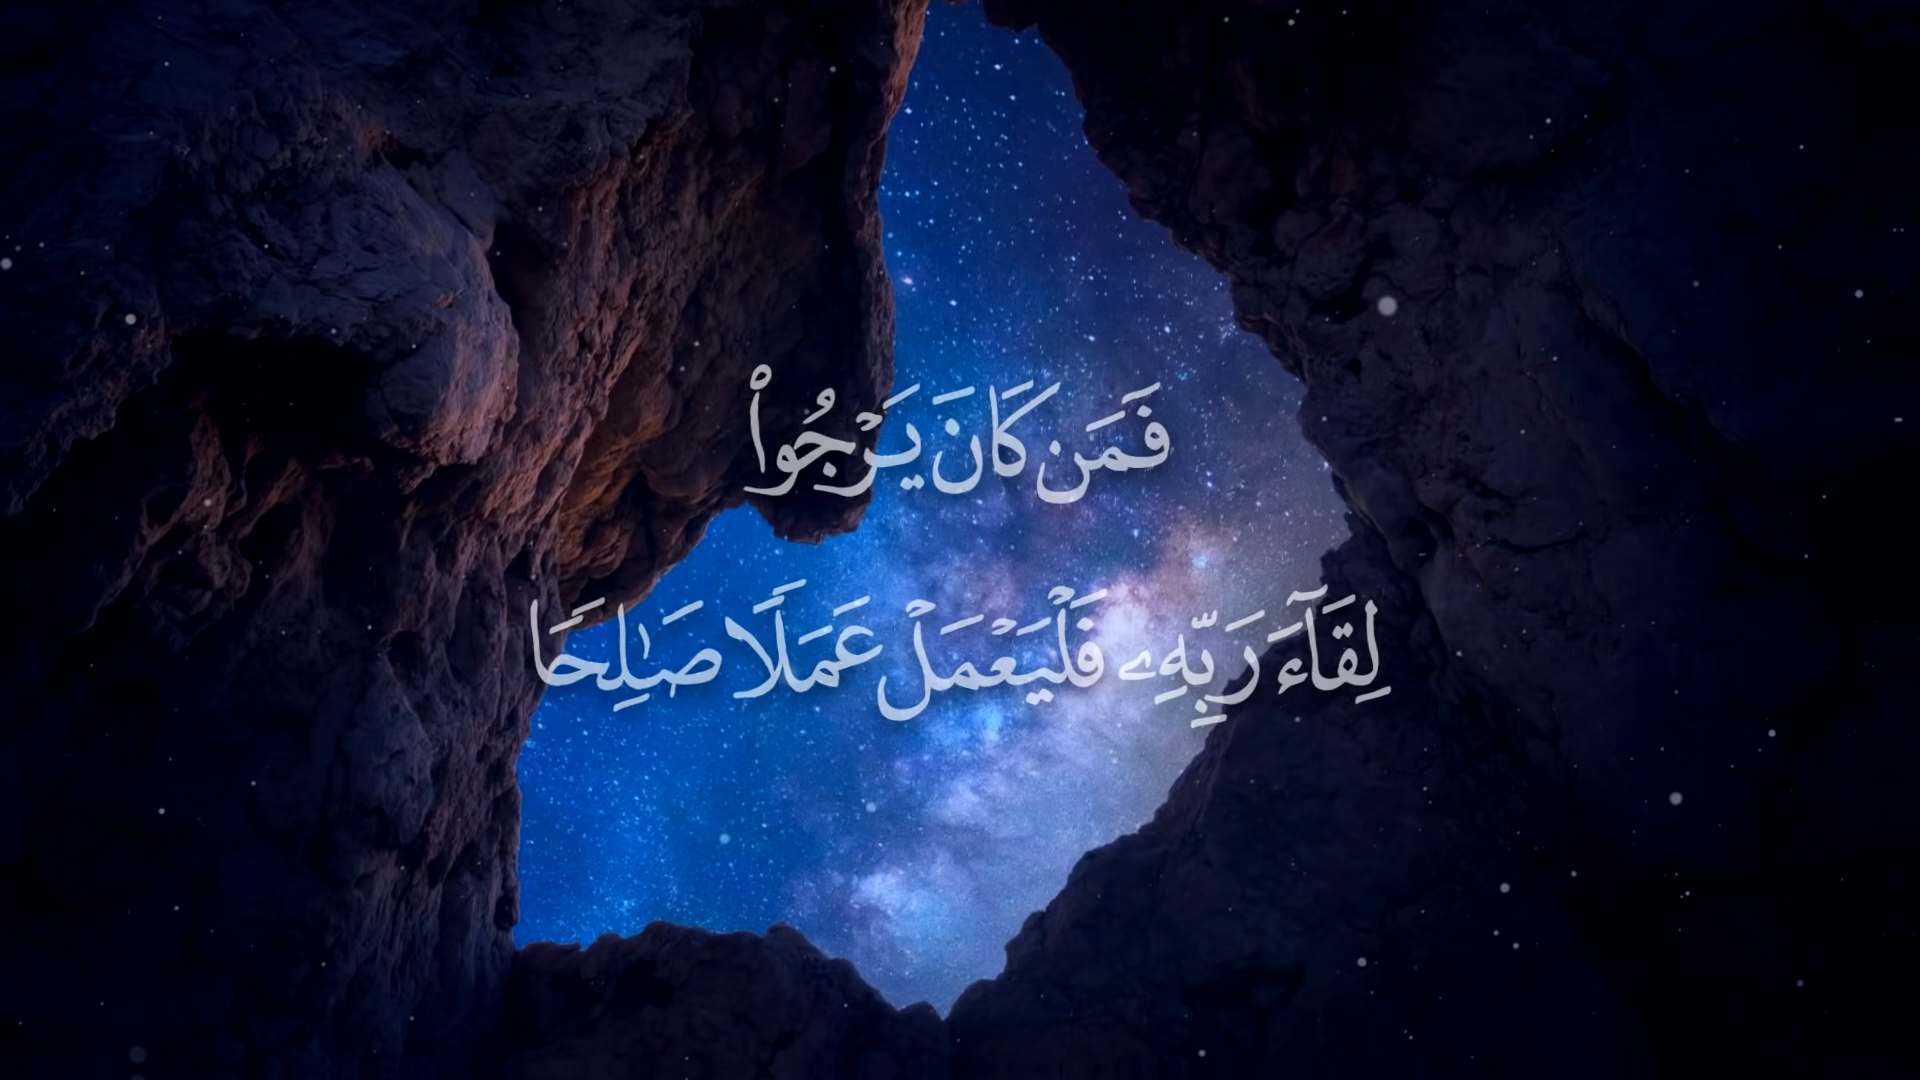 فَمَن كَانَ يَرْجُوا۟
لِقَآءَ رَبِّهِۦ فَلْيَعْمَلْ عَمَلًا صَـٰلِحًا